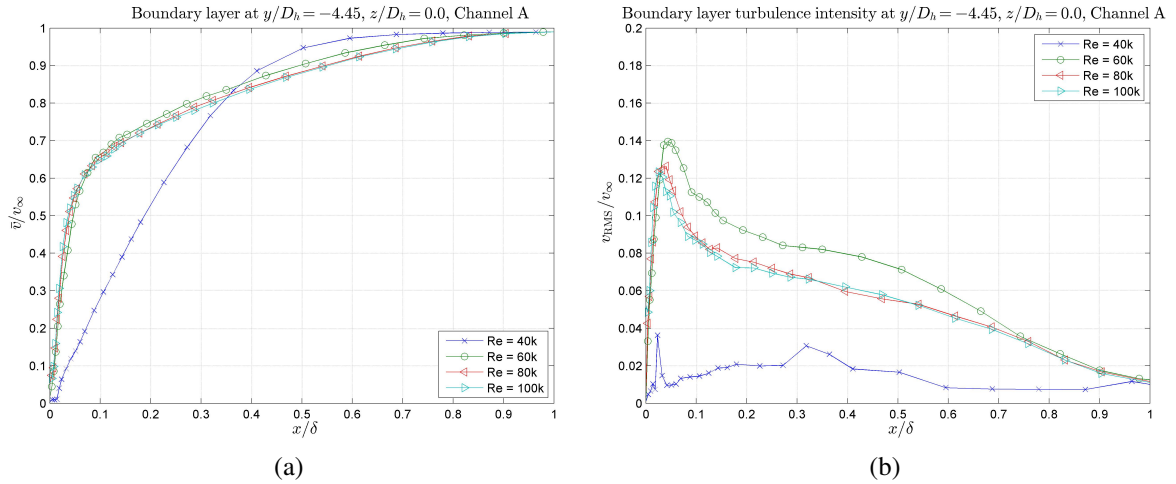 Boundary layer at y/D_h = −4.45, z/D_h = 0.0, Channel A
1
0.9
0.8
0.7
0.6
0.5
0.4
0.3
0.2
0.1
0
v̄/v_∞
0 0.1 0.2 0.3 0.4 0.5 0.6 0.7 0.8 0.9 1
x/δ
Re = 40k
Re = 60k
Re = 80k
Re = 100k
(a)
Boundary layer turbulence intensity at y/D_h = −4.45, z/D_h = 0.0, Channel A
0.2
0.18
0.16
0.14
0.12
0.1
0.08
0.06
0.04
0.02
0
v_RMS/v_∞
0 0.1 0.2 0.3 0.4 0.5 0.6 0.7 0.8 0.9 1
x/δ
Re = 40k
Re = 60k
Re = 80k
Re = 100k
(b)